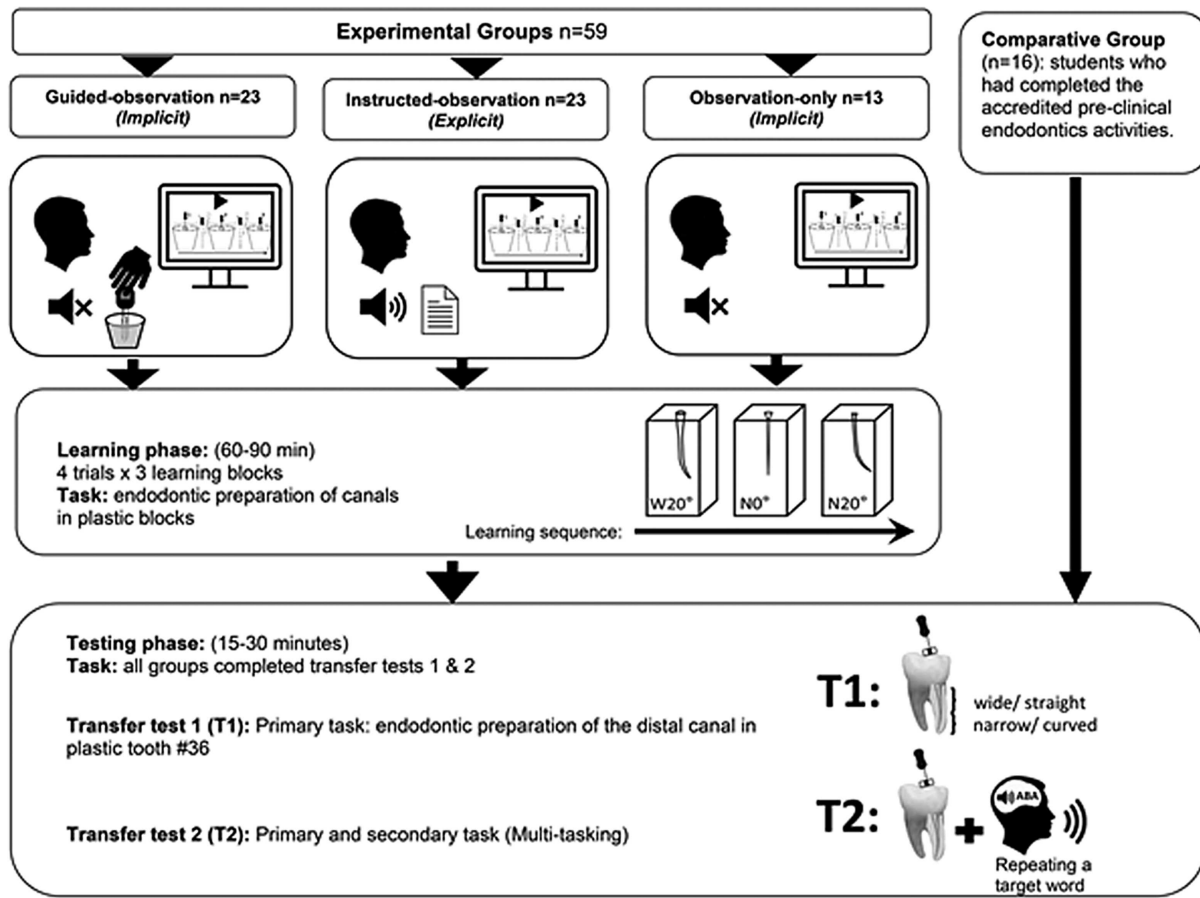 Experimental Groups n=59
Guided-observation n=23
(Implicit)
Instructed-observation n=23
(Explicit)
Observation-only n=13
(Implicit)
Comparative Group
(n=16): students who
had completed the
accredited pre-clinical
endodontics activities.
Learning phase: (60-90 min)
4 trials x 3 learning blocks
Task: endodontic preparation of canals
in plastic blocks
W20°
N0°
N20°
Learning sequence:
Testing phase: (15-30 minutes)
Task: all groups completed transfer tests 1 & 2
Transfer test 1 (T1): Primary task: endodontic preparation of the distal canal in
plastic tooth #36
T1:
wide/ straight
narrow/ curved
Transfer test 2 (T2): Primary and secondary task (Multi-tasking)
T2:
ABA
Repeating a
target word